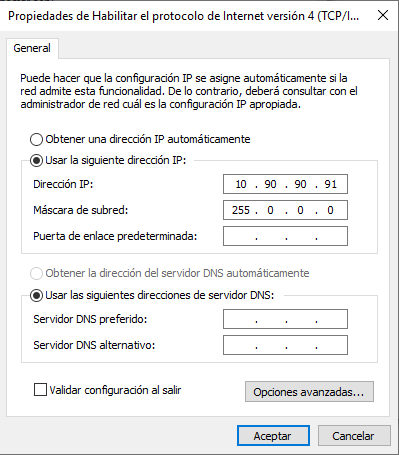 Propiedades de Habilitar el protocolo de Internet versión 4 (TCP/I...
General
Puede hacer que la configuración IP se asigne automáticamente si la
red admite esta funcionalidad. De lo contrario, deberá consultar con el
administrador de red cuál es la configuración IP apropiada.
Obtener una dirección IP automáticamente
Usar la siguiente dirección IP:
Dirección IP: 10 . 90 . 90 . 91
Máscara de subred: 255 . 0 . 0 . 0
Puerta de enlace predeterminada: . . .
Obtener la dirección del servidor DNS automáticamente
Usar las siguientes direcciones de servidor DNS:
Servidor DNS preferido: . . .
Servidor DNS alternativo: . . .
Validar configuración al salir
Opciones avanzadas...
Aceptar Cancelar